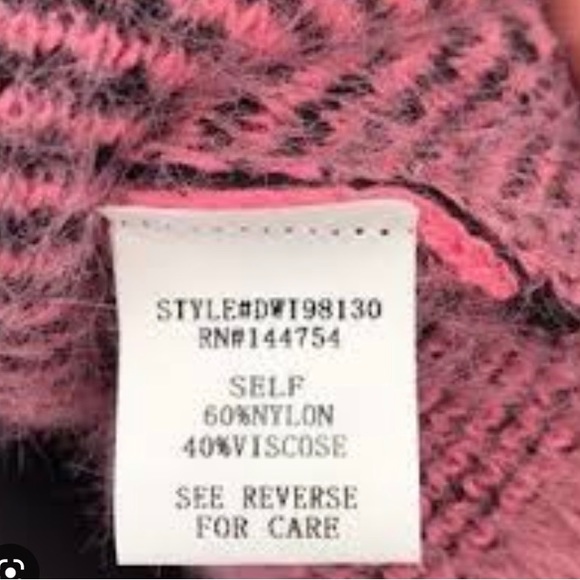 STYLE#DWI98130
RN#144754
SELF
60%NYLON
40%VISCOSE
SEE REVERSE
FOR CARE